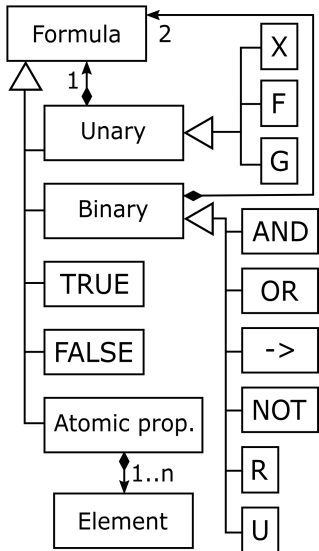 Formula
2
X
1
F
Unary
G
Binary
AND
TRUE
OR
FALSE
->
Atomic prop.
NOT
1..n
R
Element
U